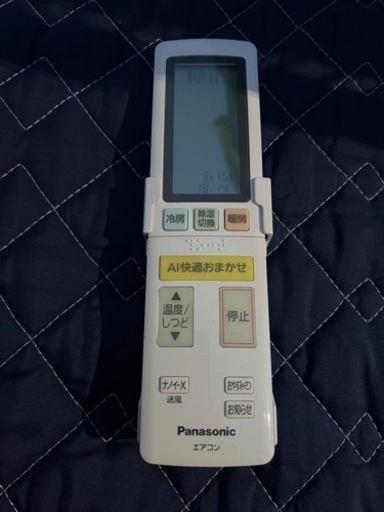 冷房
除湿
切換
暖房
AI快適おまかせ
▲
温度/
しつど
▼
停止
ナノイーX
送風
おやすみ
お知らせ
Panasonic
エアコン